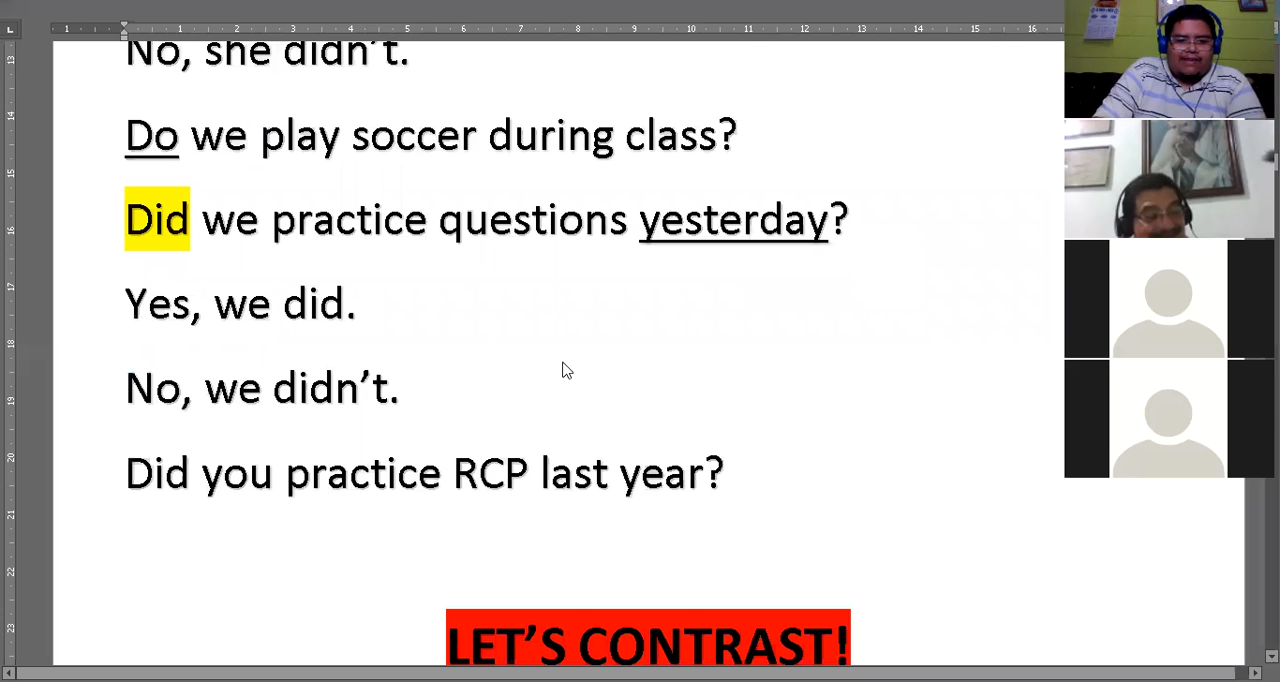 No, she didn’t.
Do we play soccer during class?
Did we practice questions yesterday?
Yes, we did.
No, we didn’t.
Did you practice RCP last year?
LET’S CONTRAST!